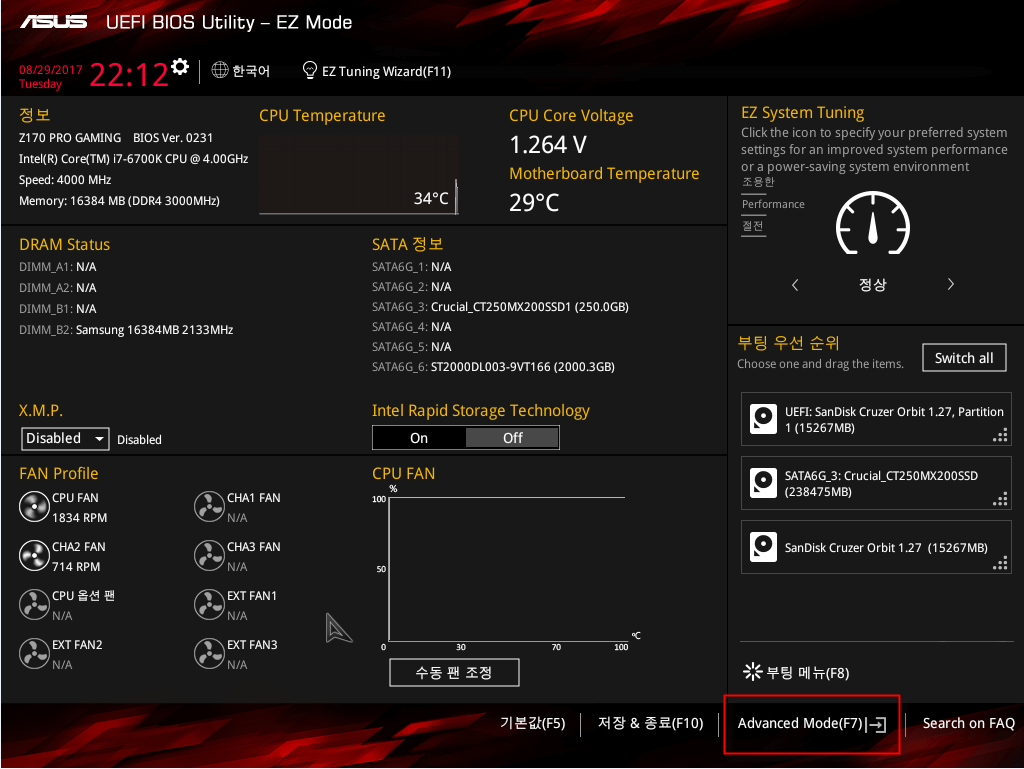 ASUS UEFI BIOS Utility – EZ Mode
08/29/2017
Tuesday
22:12
한국어
EZ Tuning Wizard(F11)
정보
Z170 PRO GAMING BIOS Ver. 0231
Intel(R) Core(TM) i7-6700K CPU @ 4.00GHz
Speed: 4000 MHz
Memory: 16384 MB (DDR4 3000MHz)
CPU Temperature
34°C
CPU Core Voltage
1.264 V
Motherboard Temperature
29°C
EZ System Tuning
Click the icon to specify your preferred system
settings for an improved system performance
or a power-saving system environment
조용한
Performance
절전
정상
DRAM Status
DIMM_A1: N/A
DIMM_A2: N/A
DIMM_B1: N/A
DIMM_B2: Samsung 16384MB 2133MHz
SATA 정보
SATA6G_1: N/A
SATA6G_2: N/A
SATA6G_3: Crucial_CT250MX200SSD1 (250.0GB)
SATA6G_4: N/A
SATA6G_5: N/A
SATA6G_6: ST2000DL003-9VT166 (2000.3GB)
X.M.P.
Disabled
Disabled
Intel Rapid Storage Technology
On Off
부팅 우선 순위
Choose one and drag the items.
Switch all
UEFI: SanDisk Cruzer Orbit 1.27, Partition
1 (15267MB)
SATA6G_3: Crucial_CT250MX200SSD
(238475MB)
SanDisk Cruzer Orbit 1.27 (15267MB)
부팅 메뉴(F8)
FAN Profile
CPU FAN
1834 RPM
CHA1 FAN
N/A
CHA2 FAN
714 RPM
CHA3 FAN
N/A
CPU 옵션 팬
N/A
EXT FAN1
N/A
EXT FAN2
N/A
EXT FAN3
N/A
CPU FAN
%
100
50
0 30 70 100
°C
수동 팬 조정
기본값(F5)
저장 & 종료(F10)
Advanced Mode(F7)
Search on FAQ